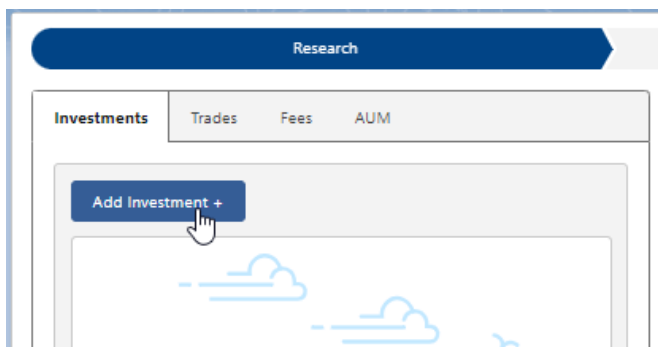 Research
Investments Trades Fees AUM
Add Investment +